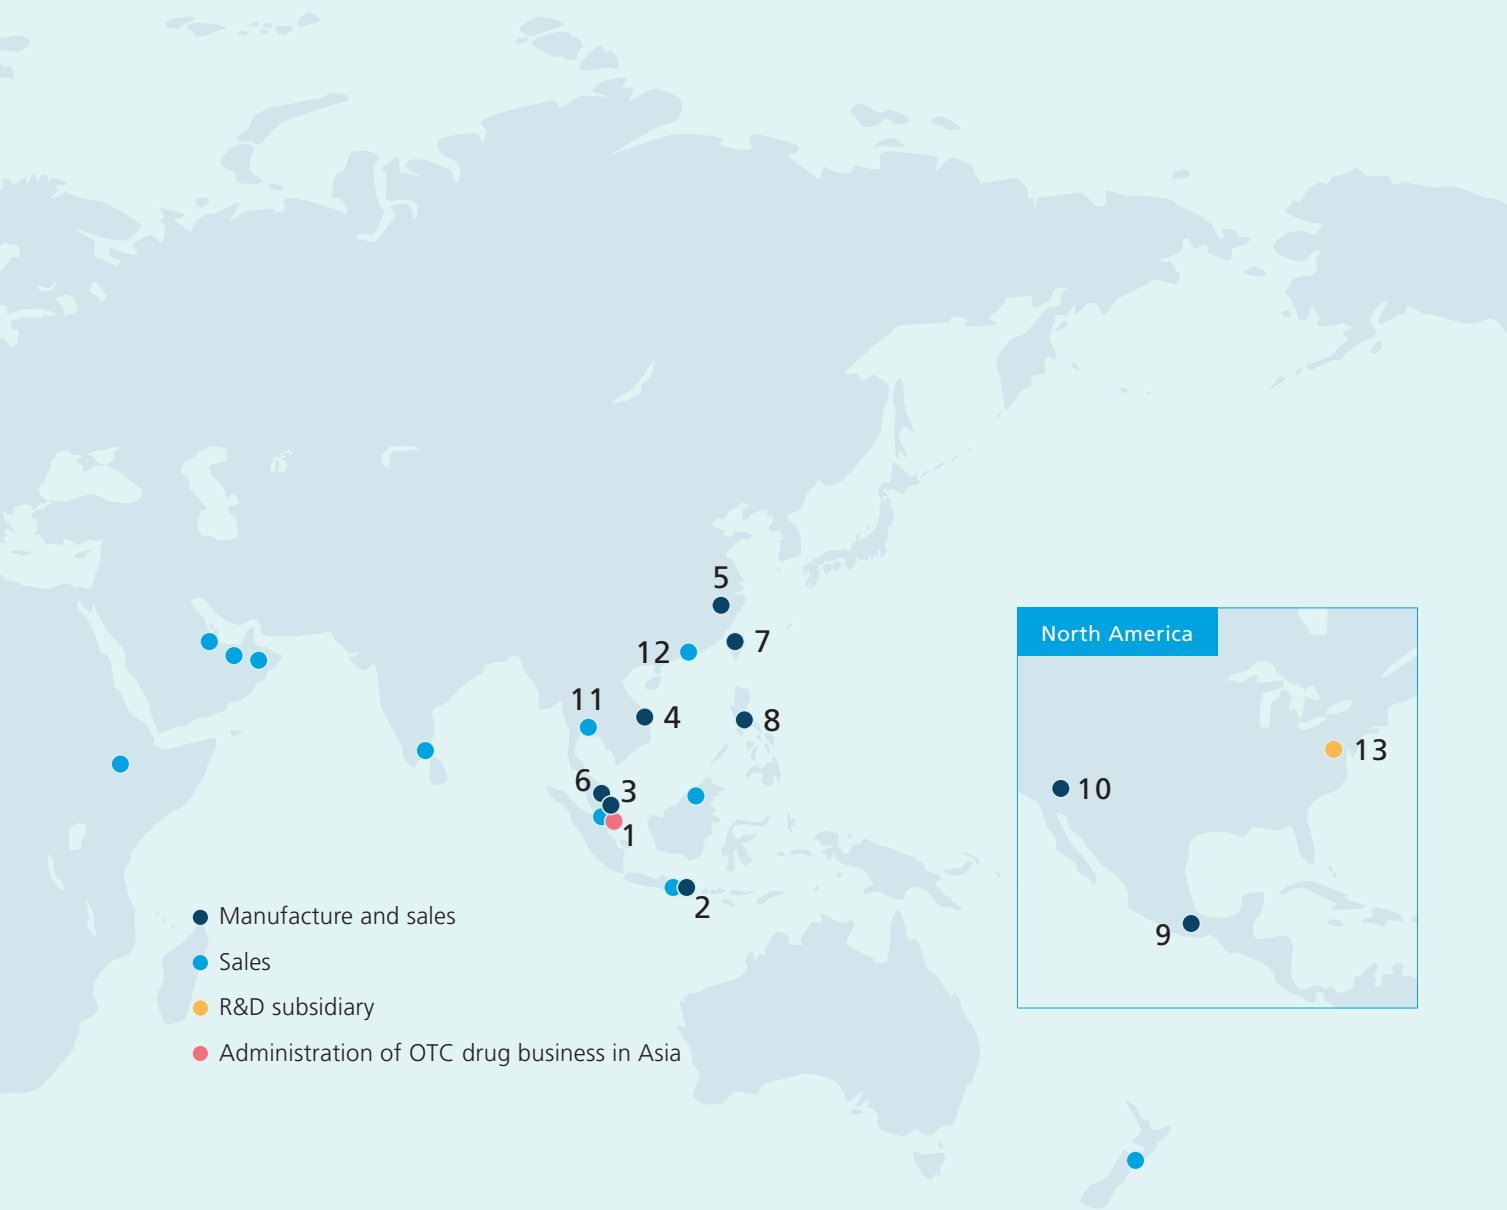 5
7
12
11
4
8
6
3
1
2
North America
13
10
9
Manufacture and sales
Sales
R&D subsidiary
Administration of OTC drug business in Asia